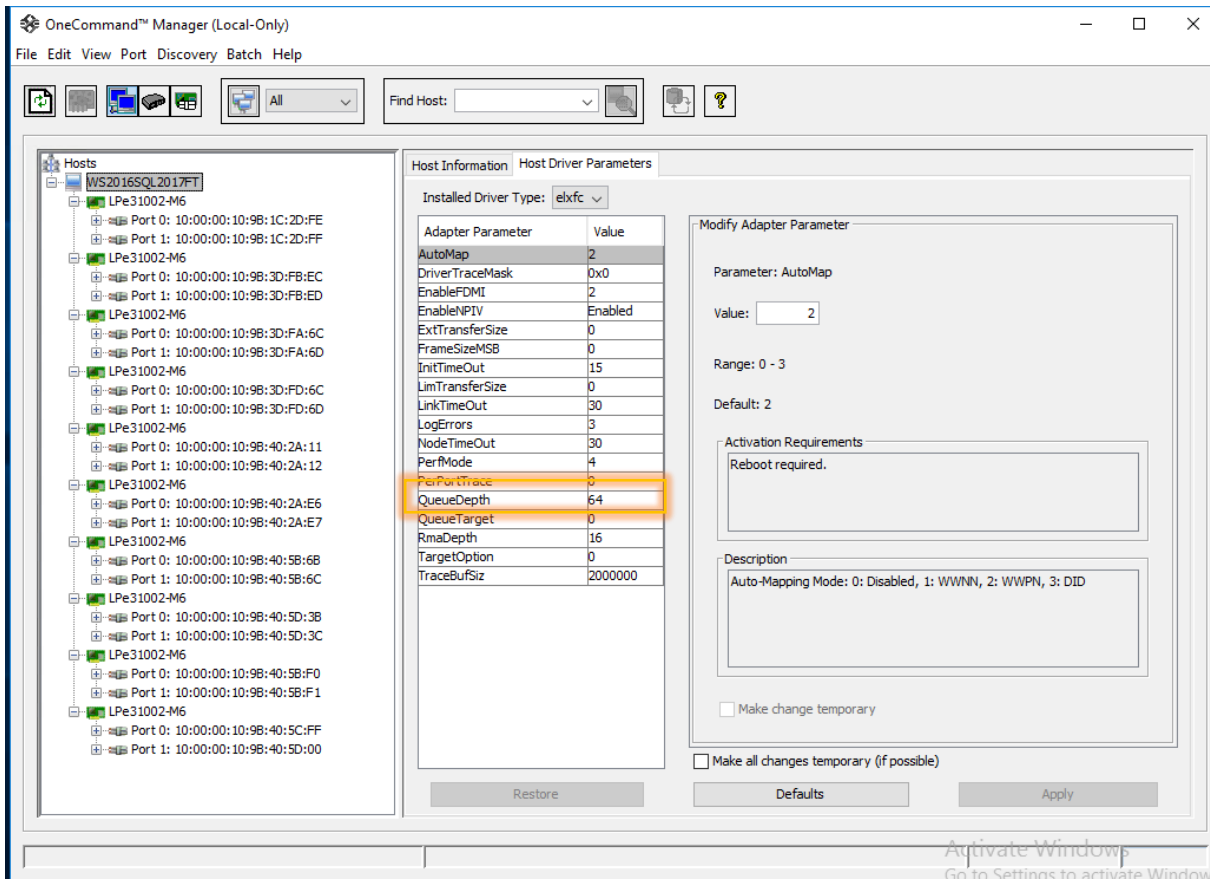 OneCommand™ Manager (Local-Only)
File Edit View Port Discovery Batch Help
All
Find Host:
Hosts
WS2016SQL2017FT
LPe31002-M6
Port 0: 10:00:00:10:9B:1C:2D:FE
Port 1: 10:00:00:10:9B:1C:2D:FF
LPe31002-M6
Port 0: 10:00:00:10:9B:3D:FB:EC
Port 1: 10:00:00:10:9B:3D:FB:ED
LPe31002-M6
Port 0: 10:00:00:10:9B:3D:FA:6C
Port 1: 10:00:00:10:9B:3D:FA:6D
LPe31002-M6
Port 0: 10:00:00:10:9B:3D:FD:6C
Port 1: 10:00:00:10:9B:3D:FD:6D
LPe31002-M6
Port 0: 10:00:00:10:9B:40:2A:11
Port 1: 10:00:00:10:9B:40:2A:12
LPe31002-M6
Port 0: 10:00:00:10:9B:40:2A:E6
Port 1: 10:00:00:10:9B:40:2A:E7
LPe31002-M6
Port 0: 10:00:00:10:9B:40:5B:6B
Port 1: 10:00:00:10:9B:40:5B:6C
LPe31002-M6
Port 0: 10:00:00:10:9B:40:5D:3B
Port 1: 10:00:00:10:9B:40:5D:3C
LPe31002-M6
Port 0: 10:00:00:10:9B:40:5B:F0
Port 1: 10:00:00:10:9B:40:5B:F1
LPe31002-M6
Port 0: 10:00:00:10:9B:40:5C:FF
Port 1: 10:00:00:10:9B:40:5D:00
Host Information Host Driver Parameters
Installed Driver Type: elxfc
Adapter Parameter Value
AutoMap 2
DriverTraceMask 0x0
EnableFDMI 2
EnableNPIV Enabled
ExtTransferSize 0
FrameSizeMSB 0
InitTimeOut 15
LimTransferSize 0
LinkTimeOut 30
LogErrors 3
NodeTimeOut 30
PerfMode 4
PerPortTrace 0
QueueDepth 64
QueueTarget 0
RmaDepth 16
TargetOption 0
TraceBufSiz 2000000
Restore
Modify Adapter Parameter
Parameter: AutoMap
Value: 2
Range: 0 - 3
Default: 2
Activation Requirements
Reboot required.
Description
Auto-Mapping Mode: 0: Disabled, 1: WWNN, 2: WWPN, 3: DID
Make change temporary
Make all changes temporary (if possible)
Defaults Apply
Activate Windows
Go to Settings to activate Window